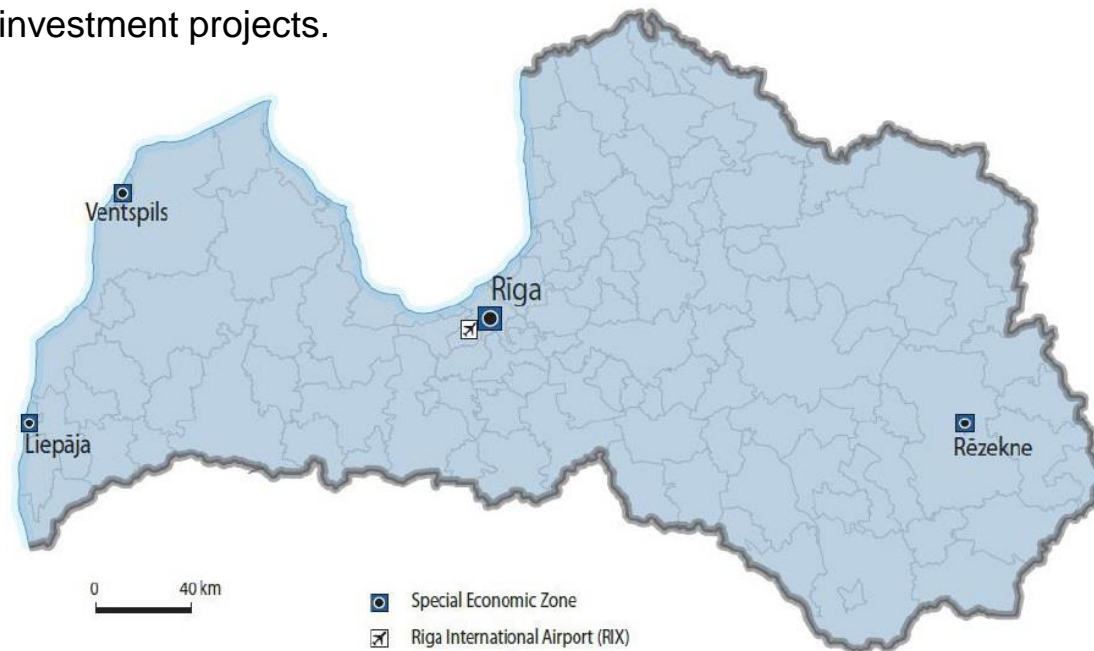 investment projects.
Ventspils
Rīga
Liepāja
Rēzekne
0 40 km
Special Economic Zone
Riga International Airport (RIX)